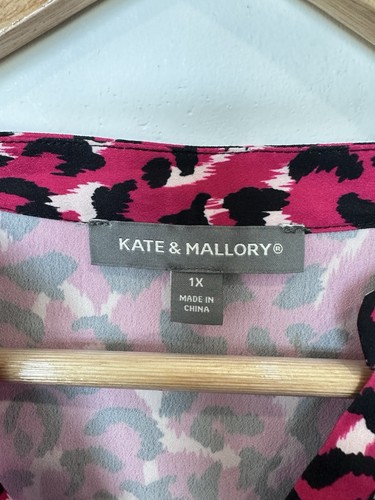 KATE & MALLORY®
1X
MADE IN
CHINA